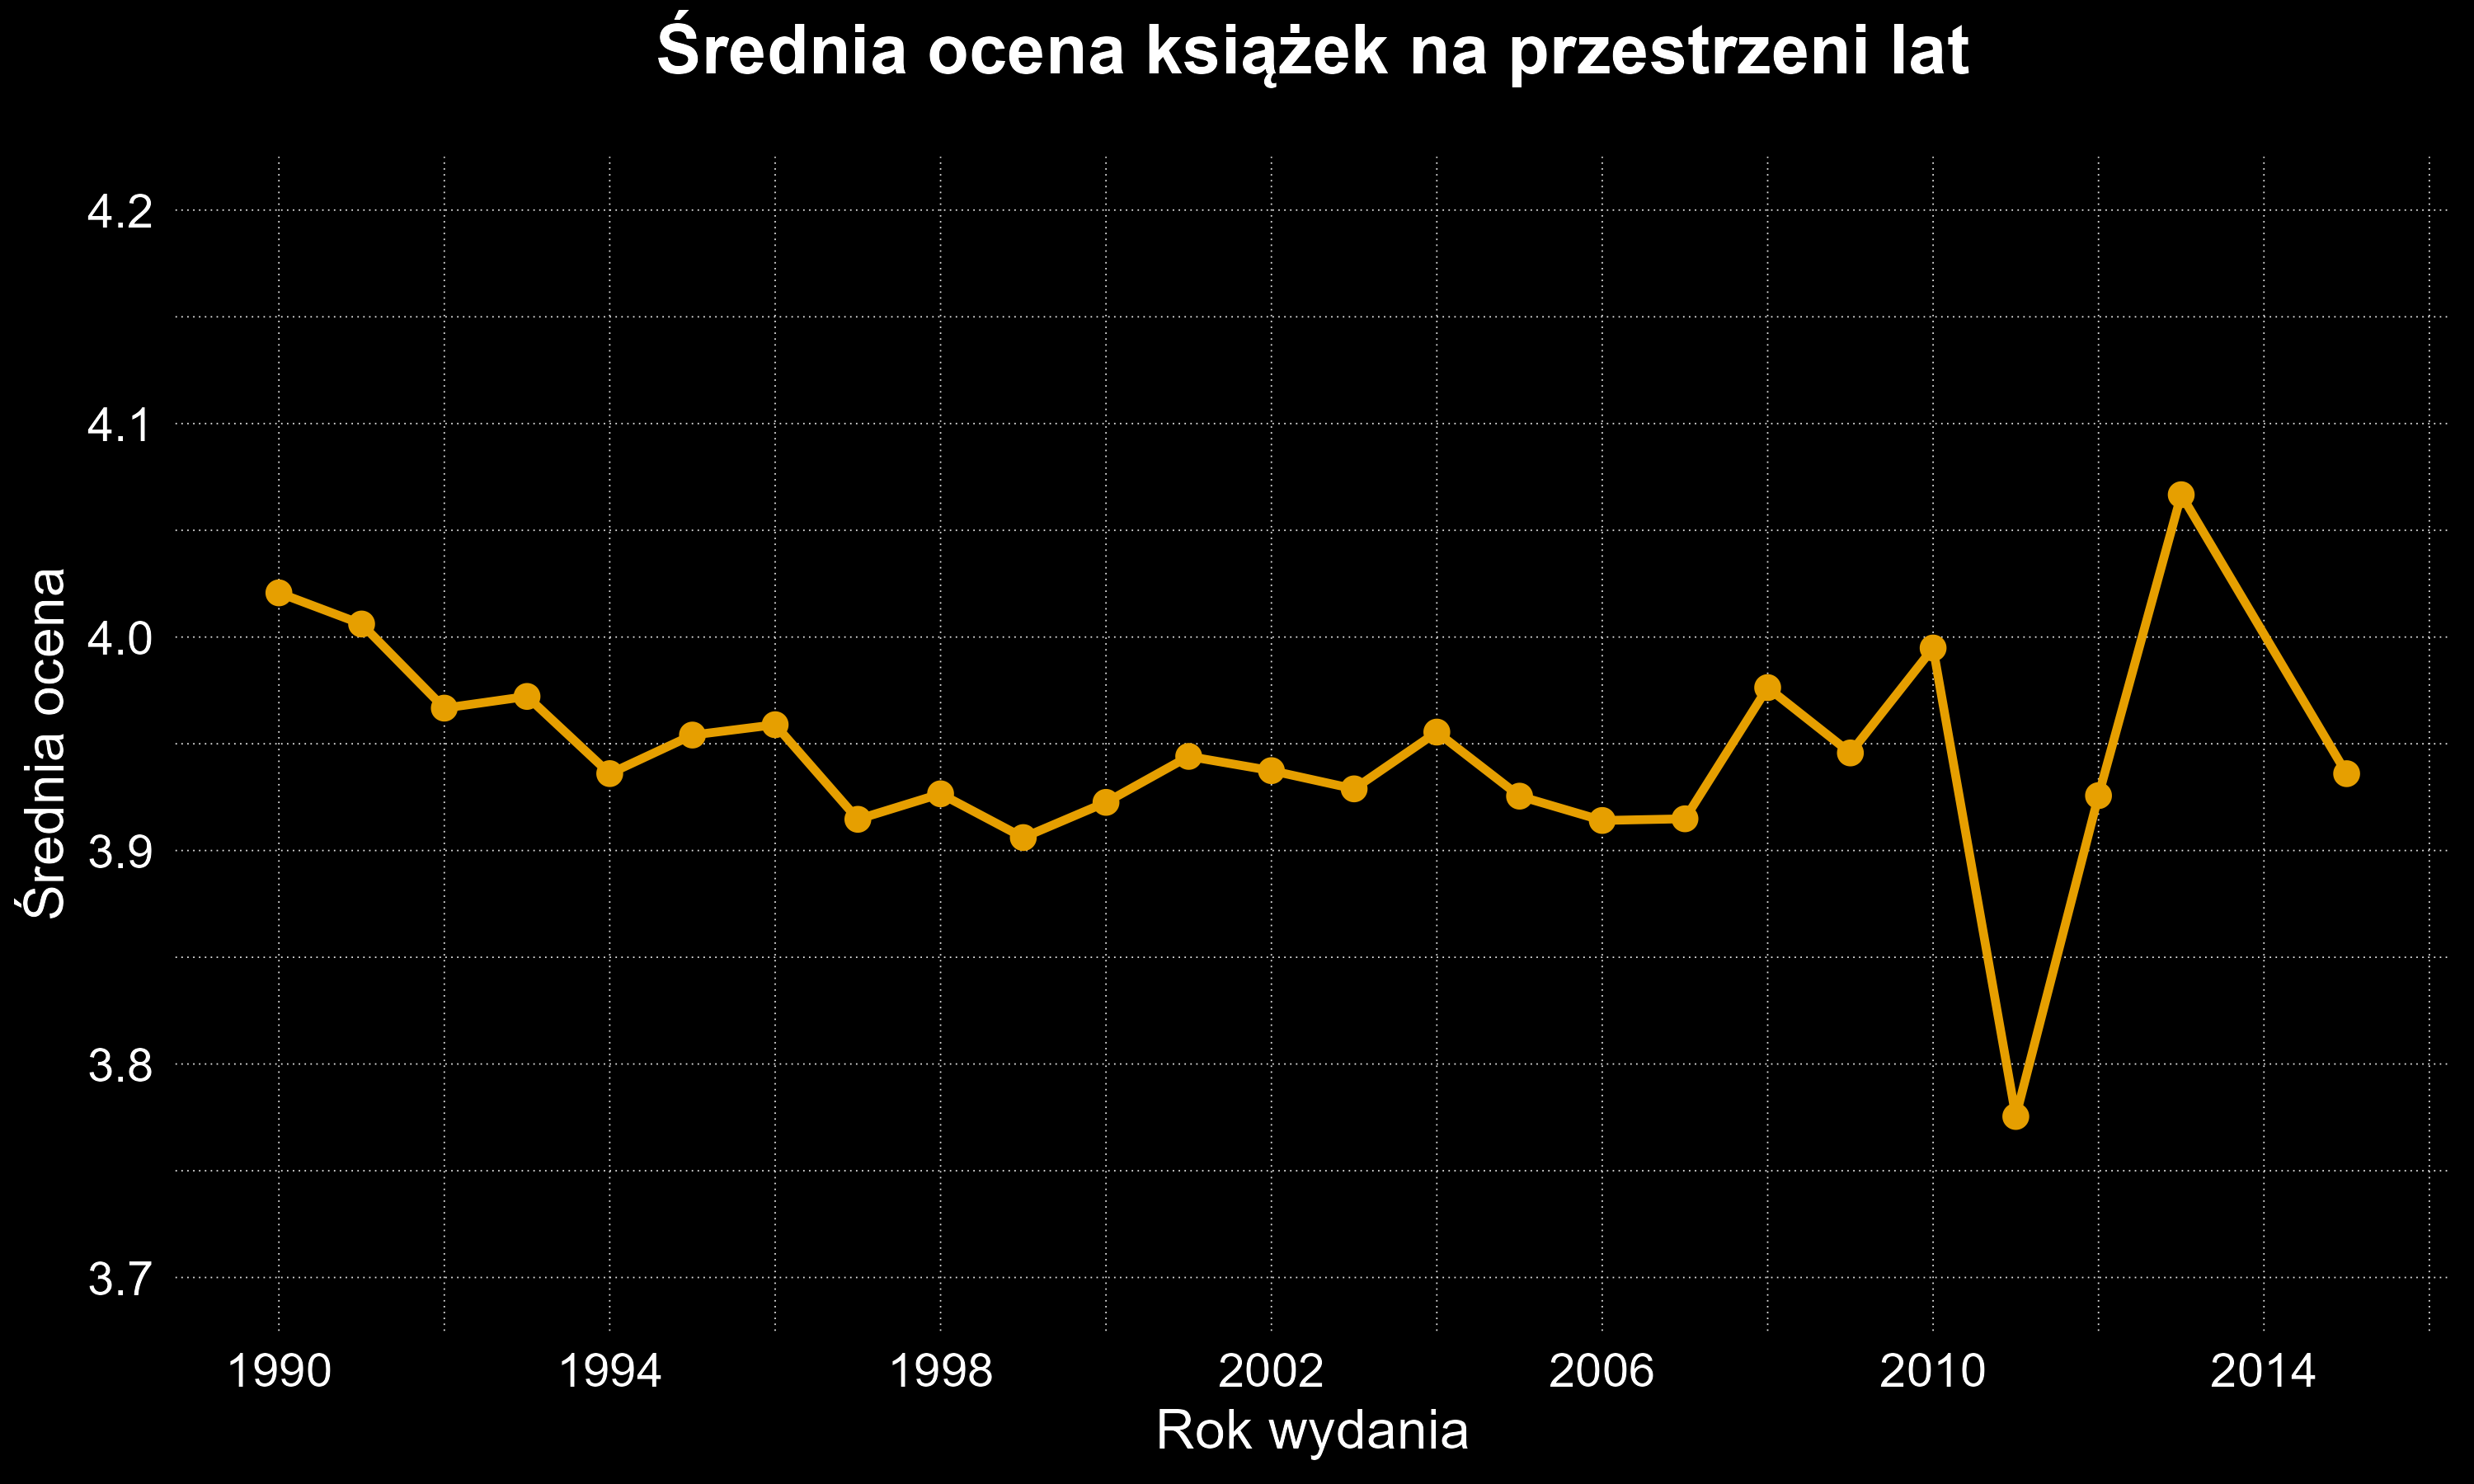 Średnia ocena książek na przestrzeni lat
Średnia ocena
4.2
4.1
4.0
3.9
3.8
3.7
1990 1994 1998 2002 2006 2010 2014
Rok wydania